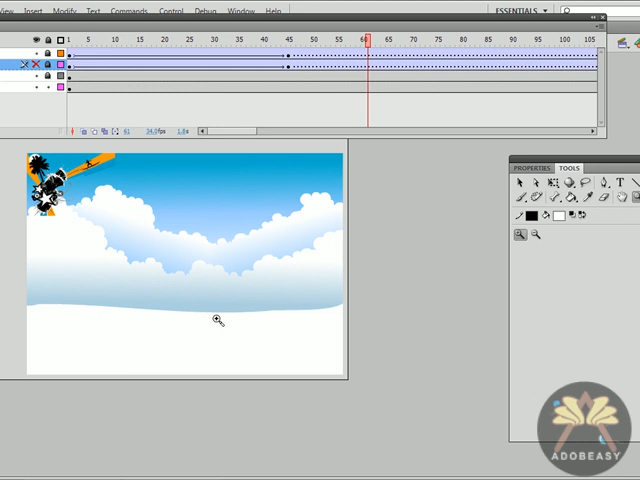 View Insert Modify Text Commands Control Debug Window Help ESSENTIALS
1 5 10 15 20 25 30 35 40 45 50 55 60 65 70 75 80 85 90 95 100 105
61 34.0fps 1.8s
PROPERTIES TOOLS
T
ADOBEASY